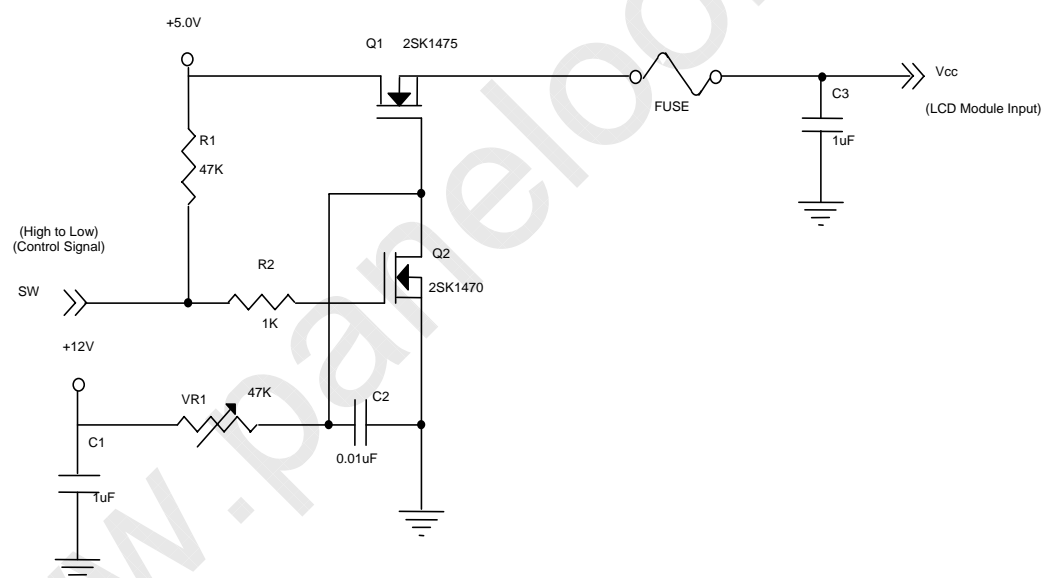 +5.0V
Q1 2SK1475
Vcc
C3
FUSE
(LCD Module Input)
R1
1uF
47K
(High to Low)
(Control Signal)
Q2
R2
SW
2SK1470
1K
+12V
47K
VR1
C2
C1
0.01uF
1uF
www.panelook